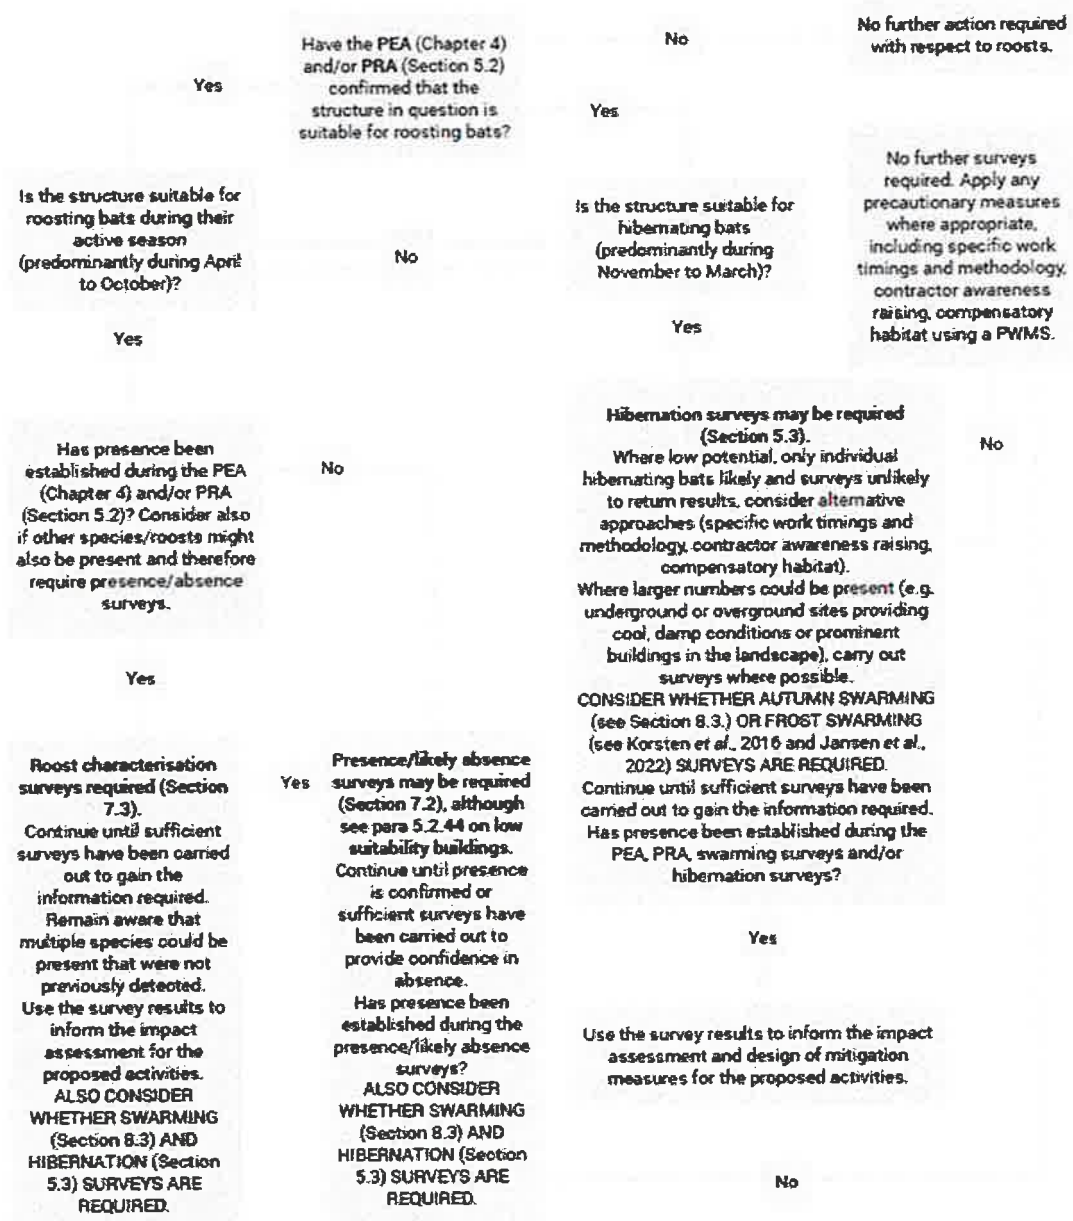 Have the PEA (Chapter 4)
and/or PRA (Section 5.2)
confirmed that the
structure in question is
suitable for roosting bats?
No
No further action required
with respect to roosts.
Yes
Yes
Is the structure suitable for
roosting bats during their
active season
(predominantly during April
to October)?
No
Is the structure suitable for
hibernating bats
(predominantly during
November to March)?
No further surveys
required. Apply any
precautionary measures
where appropriate,
including specific work
timings and methodology,
contractor awareness
raising, compensatory
habitat using a PWMS.
Yes
Yes
Has presence been
established during the PEA
(Chapter 4) and/or PRA
(Section 5.2)? Consider also
if other species/roosts might
also be present and therefore
require presence/absence
surveys.
No
Hibernation surveys may be required
(Section 5.3).
Where low potential, only individual
hibernating bats likely and surveys unlikely
to return results, consider alternative
approaches (specific work timings and
methodology, contractor awareness raising,
compensatory habitat).
Where larger numbers could be present (e.g.
underground or overground sites providing
cool, damp conditions or prominent
buildings in the landscape), carry out
surveys where possible.
CONSIDER WHETHER AUTUMN SWARMING
(see Section 8.3.) OR FROST SWARMING
(see Korsten et al., 2016 and Jansen et al.,
2022) SURVEYS ARE REQUIRED.
Continue until sufficient surveys have been
carried out to gain the information required.
Has presence been established during the
PEA, PRA, swarming surveys and/or
hibernation surveys?
No
Yes
Roost characterisation
surveys required (Section
7.3).
Continue until sufficient
surveys have been carried
out to gain the
information required.
Remain aware that
multiple species could be
present that were not
previously detected.
Use the survey results to
inform the impact
assessment for the
proposed activities.
ALSO CONSIDER
WHETHER SWARMING
(Section 8.3) AND
HIBERNATION (Section
5.3) SURVEYS ARE
REQUIRED.
Yes
Presence/likely absence
surveys may be required
(Section 7.2), although
see para 5.2.44 on low
suitability buildings.
Continue until presence
is confirmed or
sufficient surveys have
been carried out to
provide confidence in
absence.
Has presence been
established during the
presence/likely absence
surveys?
ALSO CONSIDER
WHETHER SWARMING
(Section 8.3) AND
HIBERNATION (Section
5.3) SURVEYS ARE
REQUIRED.
Yes
Use the survey results to inform the impact
assessment and design of mitigation
measures for the proposed activities.
No